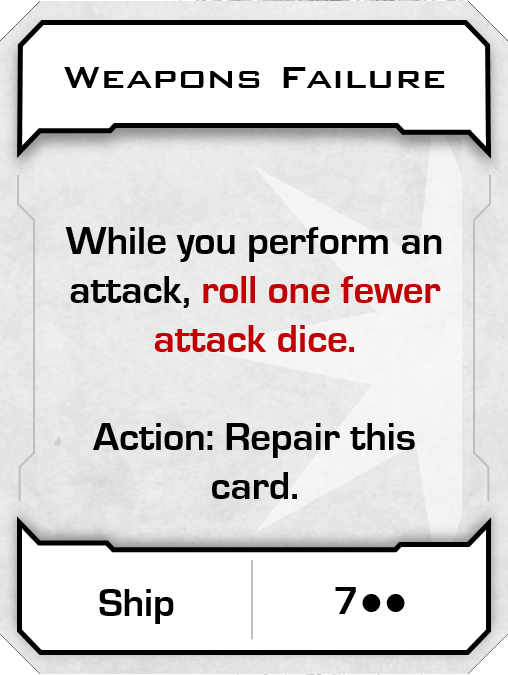 Weapons Failure
While you perform an
attack, roll one fewer
attack dice.
Action: Repair this
card.
Ship
7●●